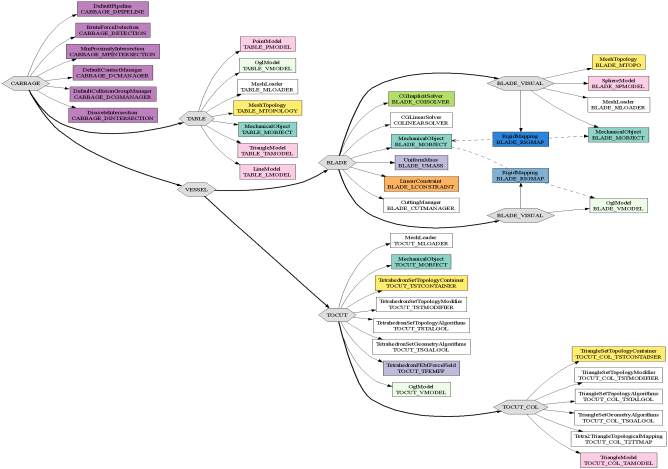 DefaultPipeline
CABBAGE_DPIPELINE
BruteForceDetection
CABBAGE_DETECTION
MinProximityIntersection
CABBAGE_MPINTERSECTION
DefaultContactManager
CABBAGE_DCMANAGER
DefaultCollisionGroupManager
CABBAGE_DCGMANAGER
DiscreteIntersection
CABBAGE_DINTERSECTION
CABBAGE
PointModel
TABLE_PMODEL
OglModel
TABLE_VMODEL
MeshLoader
TABLE_MLOADER
MeshTopology
TABLE_MTOPOLOGY
MechanicalObject
TABLE_MOBJECT
TriangleModel
TABLE_TAMODEL
LineModel
TABLE_LMODEL
TABLE
VESSEL
BLADE
CGImplicitSolver
BLADE_CGISOLVER
CGLinearSolver
COLINEARSOLVER
MechanicalObject
BLADE_MOBJECT
UniformMass
BLADE_UMASS
LinearConstraint
BLADE_LCONSTRAINT
CuttingManager
BLADE_CUTMANAGER
BLADE_VISUAL
MeshTopology
BLADE_MTOPO
SphereModel
BLADE_SPMODEL
MeshLoader
BLADE_MLOADER
MechanicalObject
BLADE_MOBJECT
RigidMapping
BLADE_RIGMAP
RigidMapping
BLADE_RIGMAP
BLADE_VISUAL
OglModel
BLADE_VMODEL
TOCUT
MeshLoader
TOCUT_MLOADER
MechanicalObject
TOCUT_MOBJECT
TetrahedronSetTopologyContainer
TOCUT_TSTCONTAINER
TetrahedronSetTopologyModifier
TOCUT_TSTMODIFIER
TetrahedronSetTopologyAlgorithms
TOCUT_TSTALGOL
TetrahedronSetGeometryAlgorithms
TOCUT_TSGALGOL
TetrahedronFEMForceField
TOCUT_TFEMFF
OglModel
TOCUT_VMODEL
TOCUT_COL
TriangleSetTopologyContainer
TOCUT_COL_TSTCONTAINER
TriangleSetTopologyModifier
TOCUT_COL_TSTMODIFIER
TriangleSetTopologyAlgorithms
TOCUT_COL_TSTALGOL
TriangleSetGeometryAlgorithms
TOCUT_COL_TSGALGOL
Tetra2TriangleTopologicalMapping
TOCUT_COL_T2TTMAP
TriangleModel
TOCUT_COL_TAMODEL